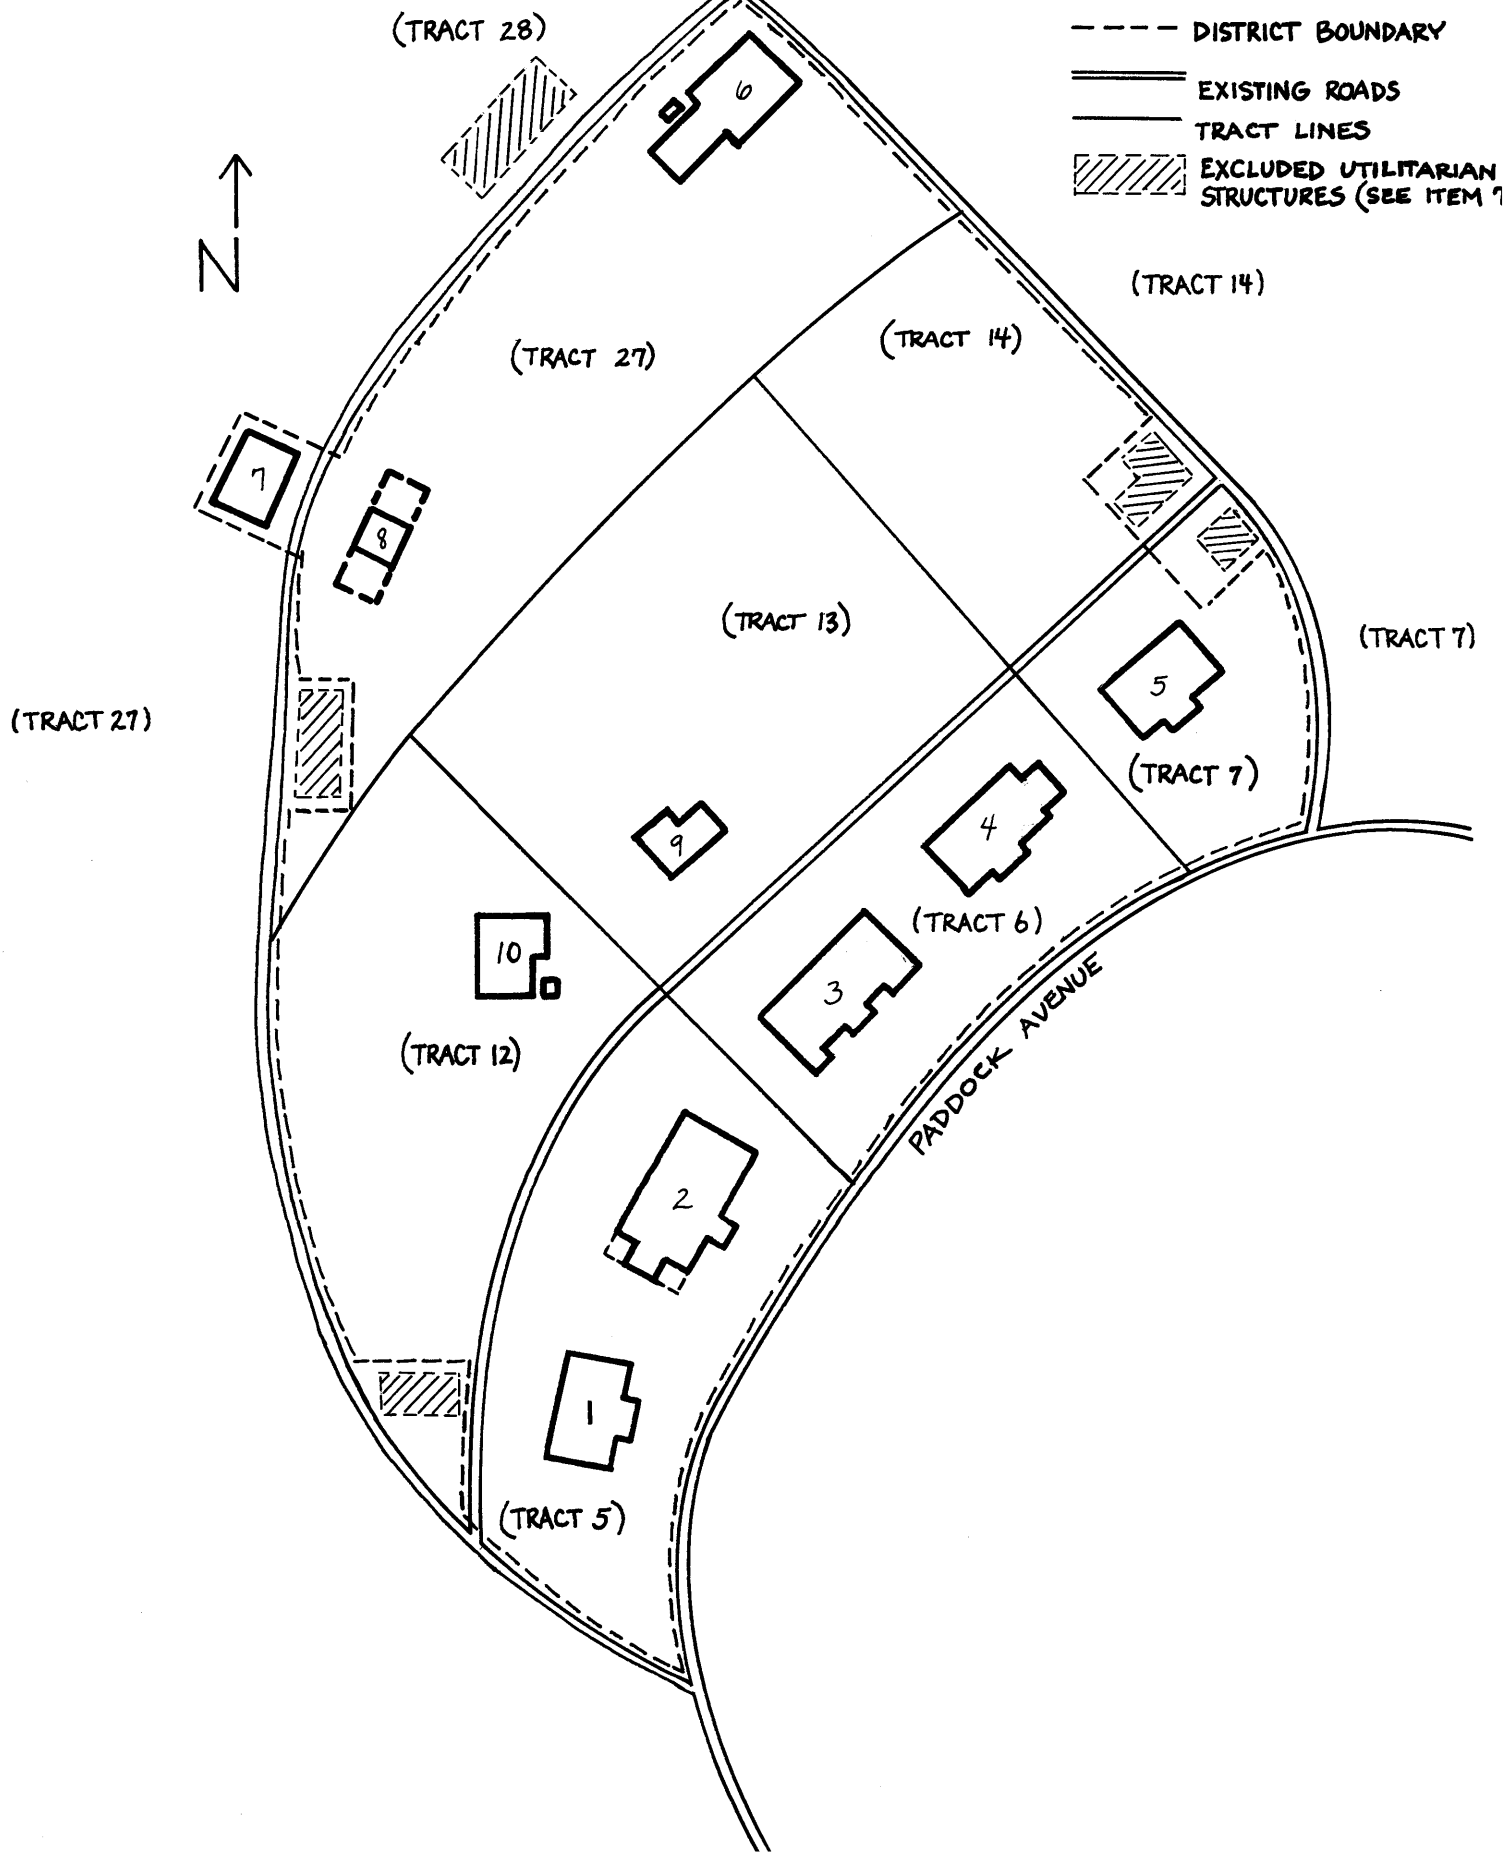 (TRACT 28)
DISTRICT BOUNDARY
EXISTING ROADS
TRACT LINES
EXCLUDED UTILITARIAN
STRUCTURES (SEE ITEM 7
6
N
(TRACT 14)
(TRACT 14)
(TRACT 27)
7
8
(TRACT 13)
(TRACT 7)
5
(TRACT 27)
(TRACT 7)
4
9
(TRACT 6)
10
3
(TRACT 12)
PADDOCK AVENUE
2
1
(TRACT 5)